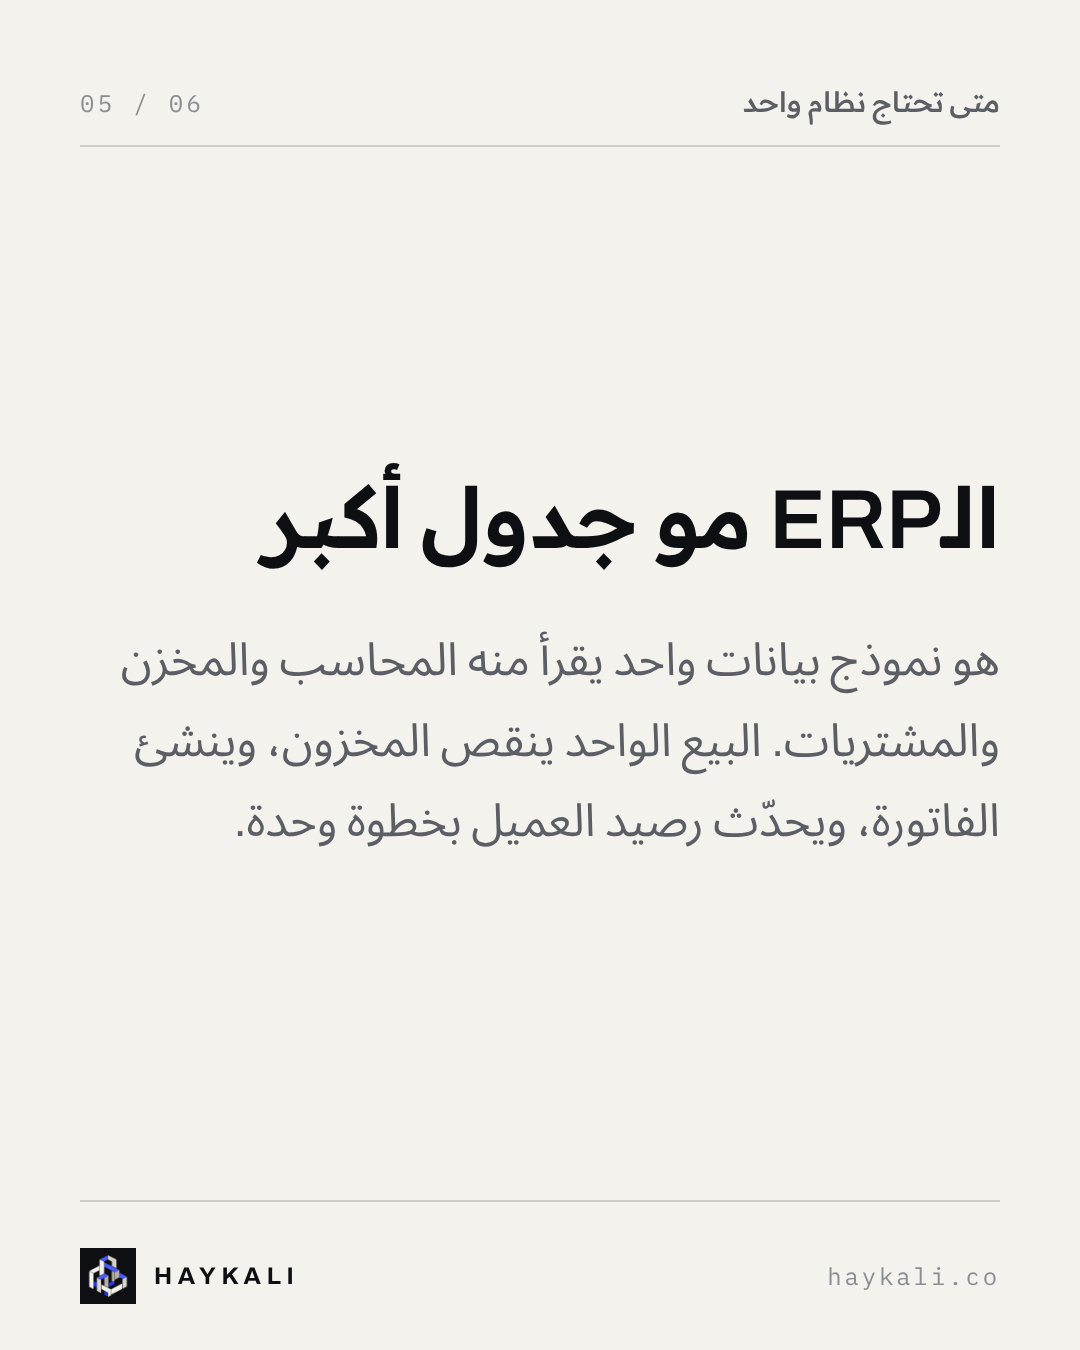 متى تحتاج نظام واحد
05 / 06
الـERP مو جدول أكبر
هو نموذج بيانات واحد يقرأ منه المحاسب والمخزن
والمشتريات. البيع الواحد ينقص المخزون، وينشئ
الفاتورة، ويحدّث رصيد العميل بخطوة وحدة.
HAYKALI
haykali.co